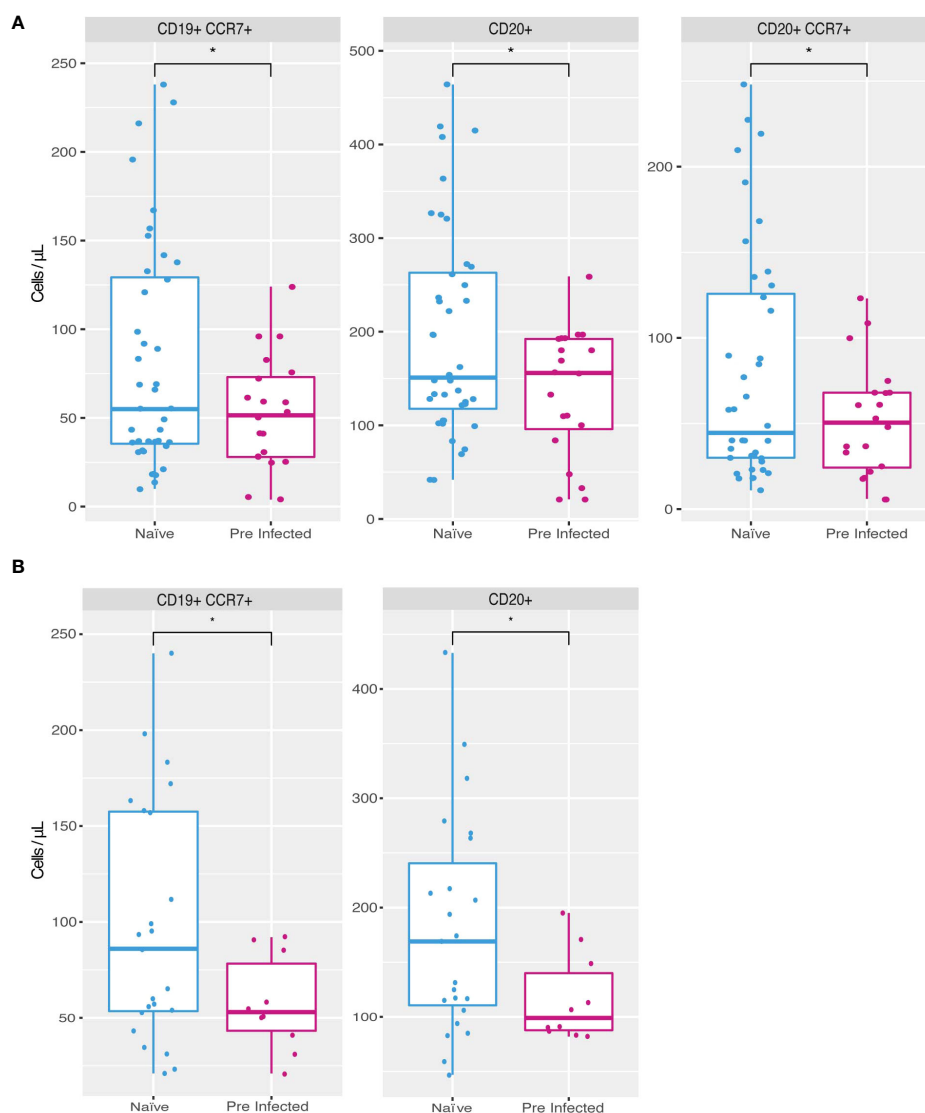 A
CD19+ CCR7+
CD20+
CD20+ CCR7+
*
*
*
250
200
150
100
50
0
500
400
300
200
100
0
200
100
0
Cells / µL
Naïve
Pre Infected
Naïve
Pre Infected
Naïve
Pre Infected
B
CD19+ CCR7+
CD20+
*
*
250
200
150
100
50
400
300
200
100
Cells / µL
Naïve
Pre Infected
Naïve
Pre Infected